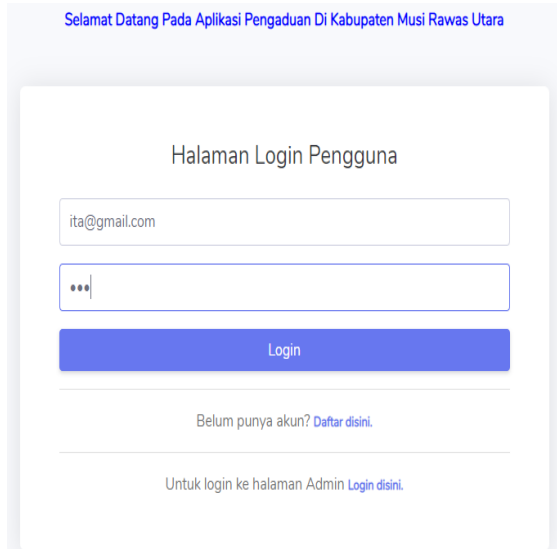 Selamat Datang Pada Aplikasi Pengaduan Di Kabupaten Musi Rawas Utara
Halaman Login Pengguna
ita@gmail.com
•••
Login
Belum punya akun? Daftar disini.
Untuk login ke halaman Admin Login disini.